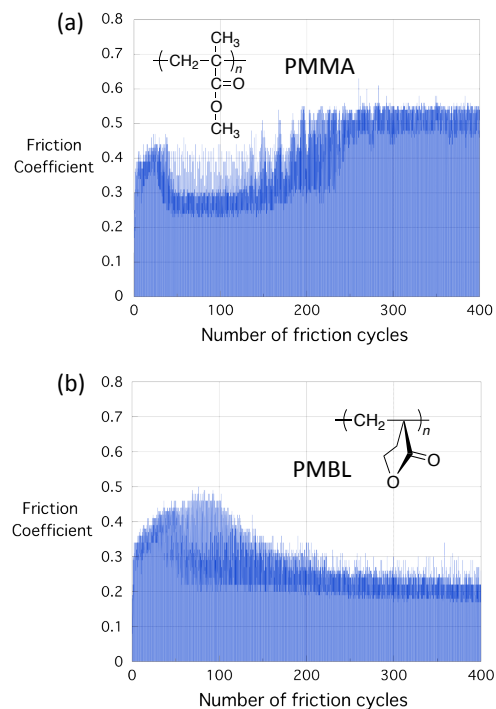 (a)
0.8
0.7
0.6
0.5
0.4
0.3
0.2
0.1
0
Friction
Coefficient
CH₃
(CH₂–C)n
C=O
O
CH₃
PMMA
0 100 200 300 400
Number of friction cycles
(b)
0.8
0.7
0.6
0.5
0.4
0.3
0.2
0.1
0
Friction
Coefficient
(CH₂)n
O
O
PMBL
0 100 200 300 400
Number of friction cycles